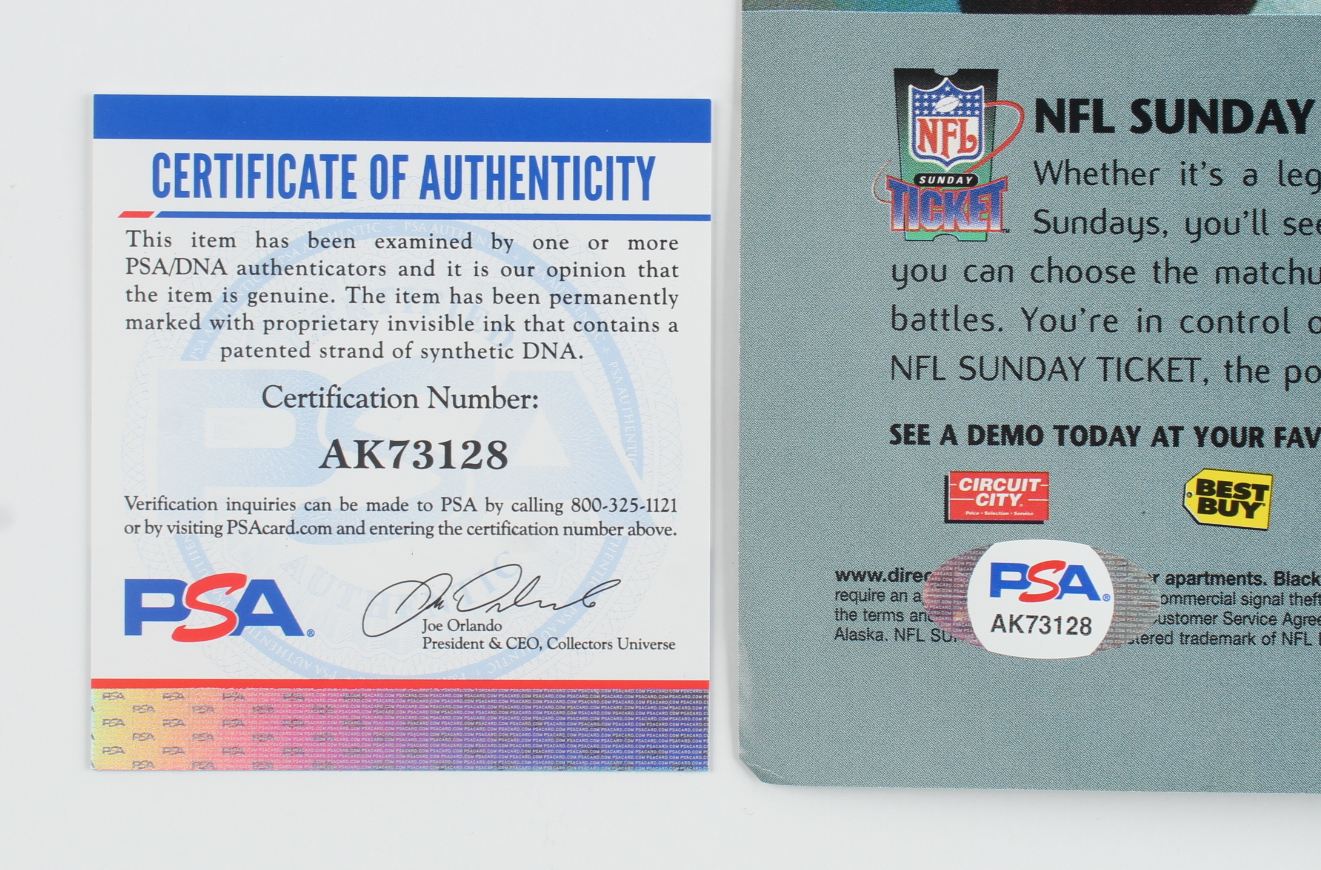 CERTIFICATE OF AUTHENTICITY
This item has been examined by one or more
PSA/DNA authenticators and it is our opinion that
the item is genuine. The item has been permanently
marked with proprietary invisible ink that contains a
patented strand of synthetic DNA.
Certification Number:
AK73128
Verification inquiries can be made to PSA by calling 800-325-1121
or by visiting PSAcard.com and entering the certification number above.
PSA®
Joe Orlando
President & CEO, Collectors Universe
NFL
SUNDAY
TICKET
NFL SUNDAY
Whether it's a leg
Sundays, you'll see
you can choose the matchu
battles. You're in control o
NFL SUNDAY TICKET, the po
SEE A DEMO TODAY AT YOUR FAV
CIRCUIT
CITY
Price • Selection • Service
BEST
BUY
www.direc
r apartments. Black
require an a
ommercial signal theft
the terms an
ustomer Service Agree
Alaska. NFL SU
ered trademark of NFL
PSA®
AK73128